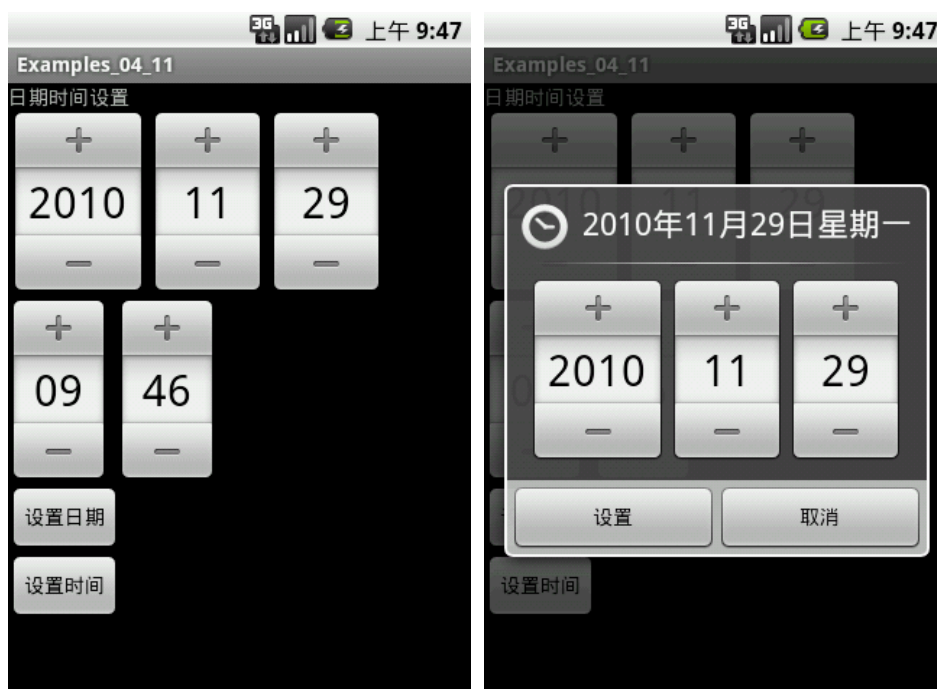 上午 9:47
Examples_04_11
日期时间设置
2010 11 29
09 46
设置日期
设置时间
上午 9:47
Examples_04_11
日期时间设置
2010年11月29日星期一
2010 11 29
设置 取消
设置时间